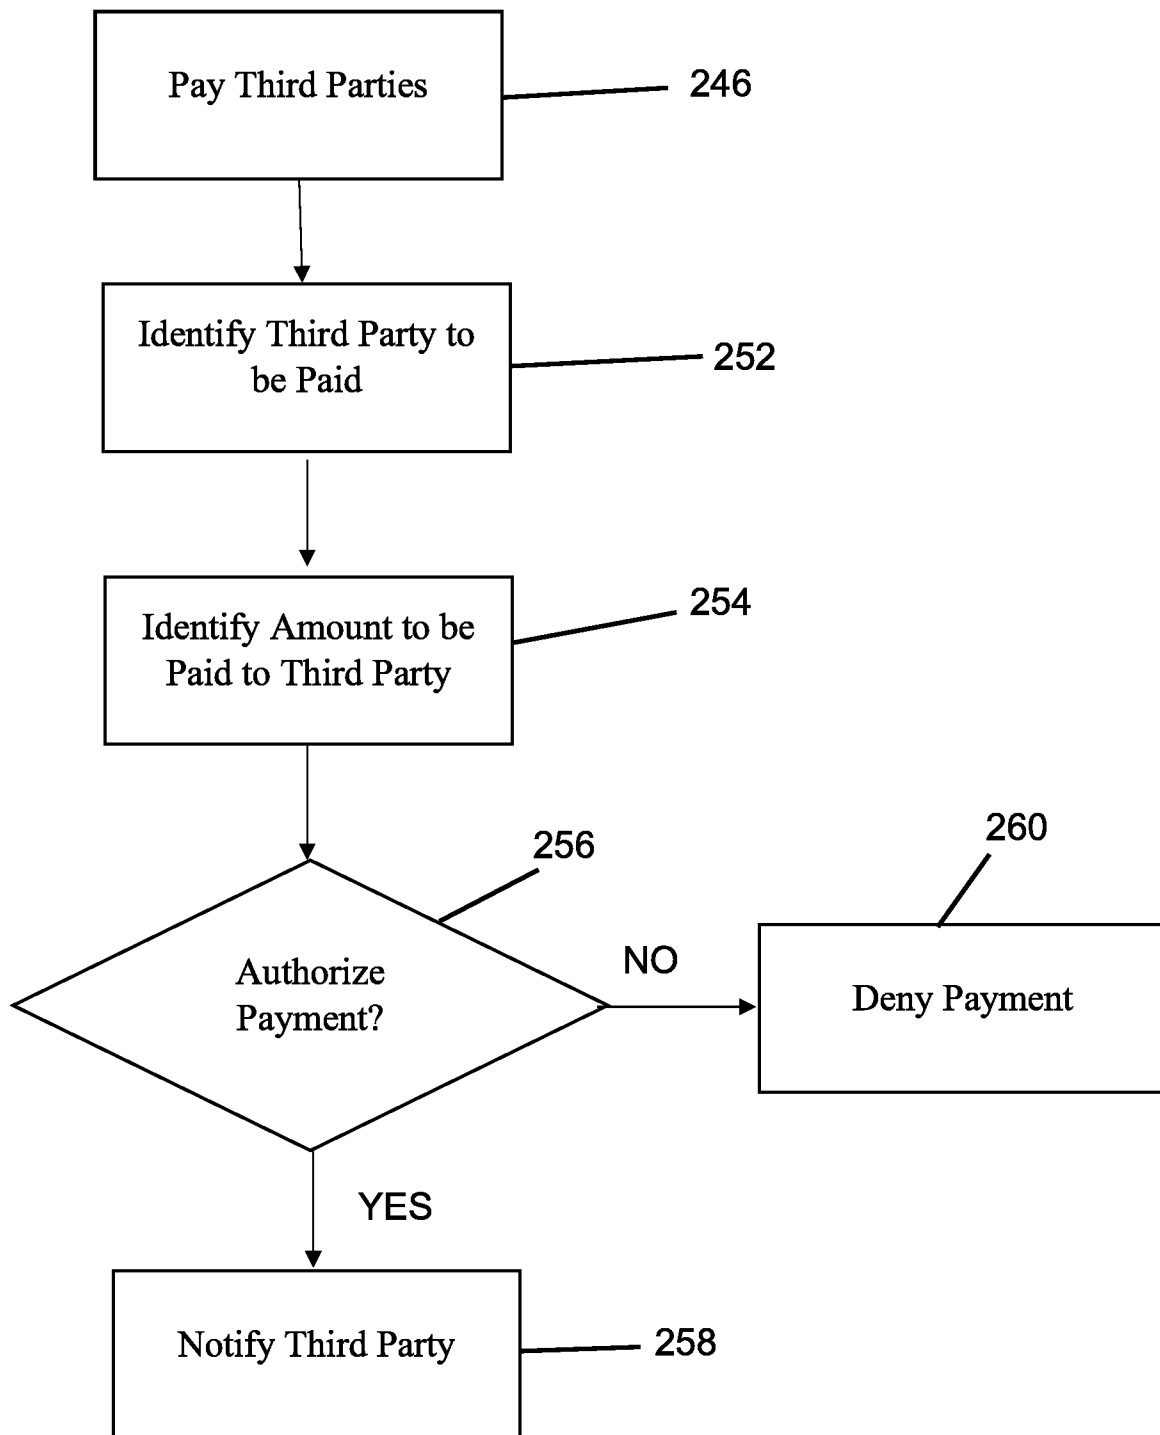 Pay Third Parties
246
Identify Third Party to
be Paid
252
Identify Amount to be
Paid to Third Party
254
256
Authorize
Payment?
NO
260
Deny Payment
YES
Notify Third Party
258